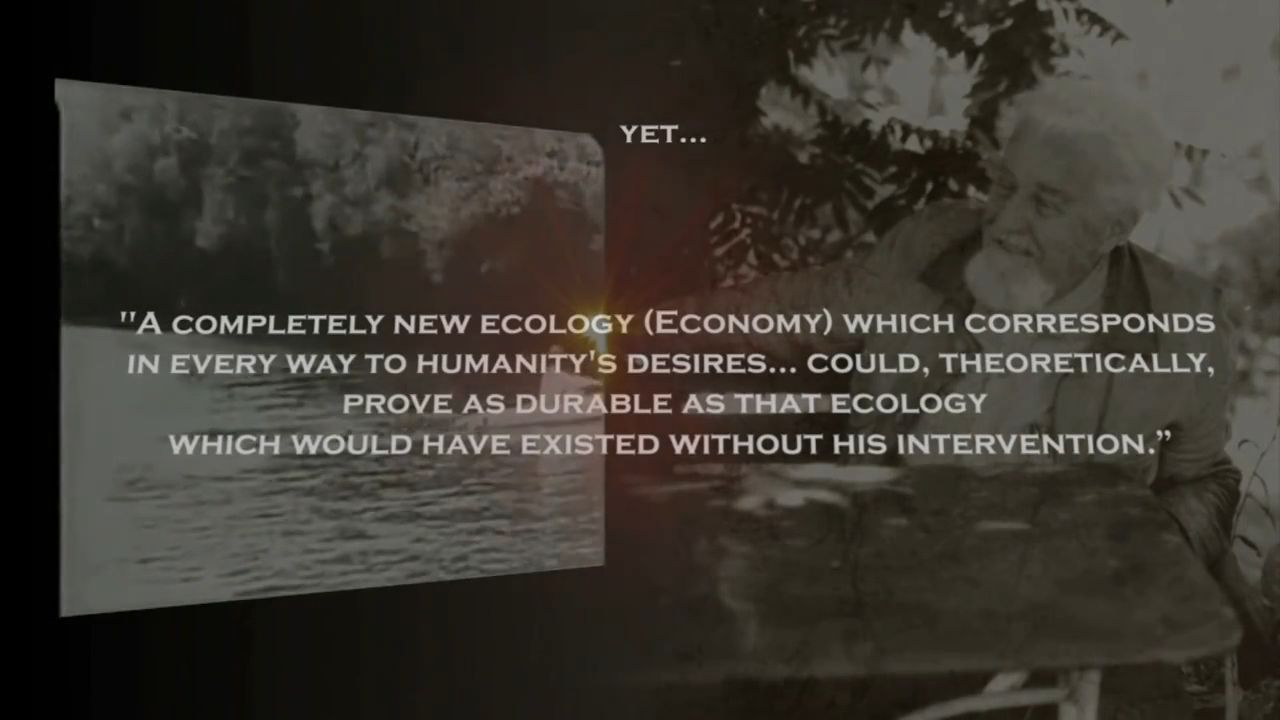 YET...
"A COMPLETELY NEW ECOLOGY (ECONOMY) WHICH CORRESPONDS
IN EVERY WAY TO HUMANITY'S DESIRES... COULD, THEORETICALLY,
PROVE AS DURABLE AS THAT ECOLOGY
WHICH WOULD HAVE EXISTED WITHOUT HIS INTERVENTION.”